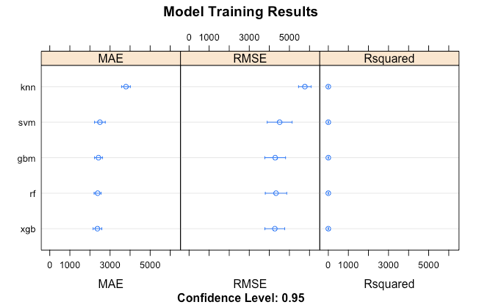 Model Training Results
0 1000 3000 5000
MAE RMSE Rsquared
knn
svm
gbm
rf
xgb
0 1000 3000 5000 0 1000 3000 5000
MAE RMSE Rsquared
Confidence Level: 0.95